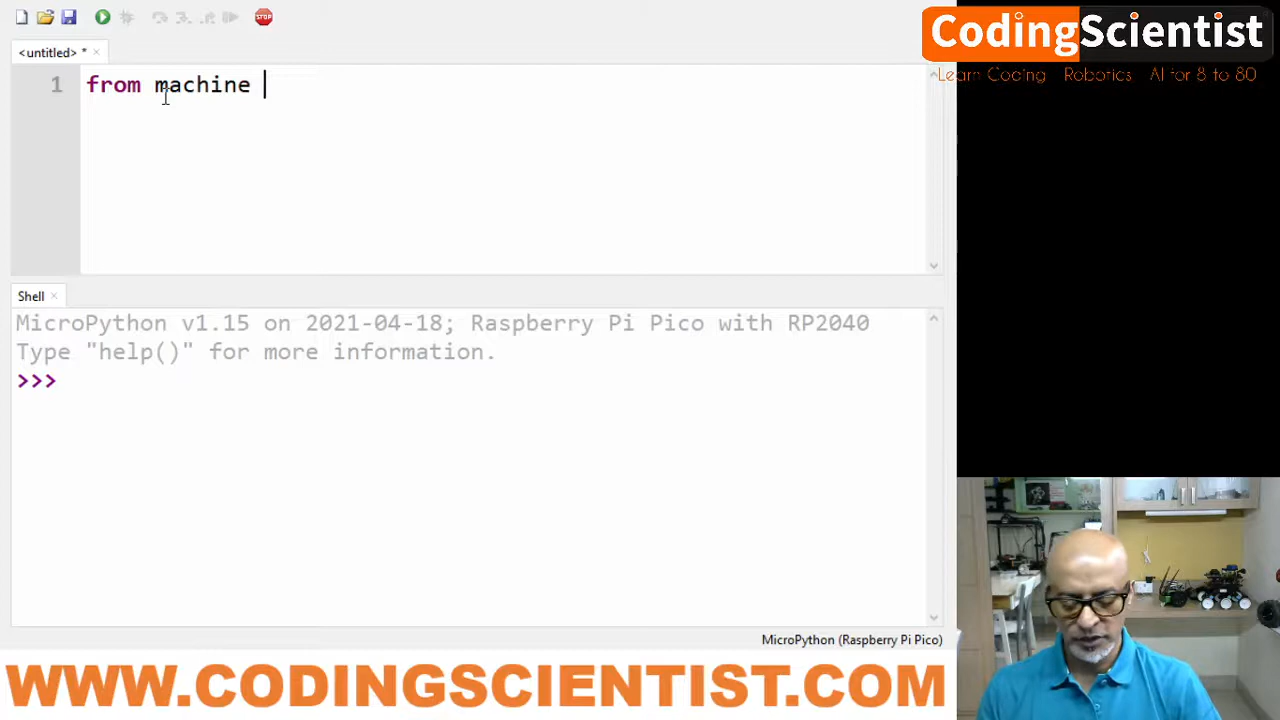 CodingScientist
Learn Coding Robotics AI for 8 to 80
STOP
<untitled> *
1 from machine
Shell
MicroPython v1.15 on 2021-04-18; Raspberry Pi Pico with RP2040
Type "help()" for more information.
>>>
MicroPython (Raspberry Pi Pico)
WWW.CODINGSCIENTIST.COM